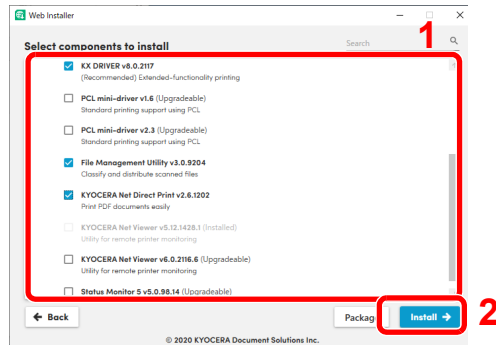 Web Installer
Select components to install
Search
1
KX DRIVER v8.0.2117
(Recommended) Extended-functionality printing
PCL mini-driver v1.6 (Upgradeable)
Standard printing support using PCL
PCL mini-driver v2.3 (Upgradeable)
Standard printing support using PCL
File Management Utility v3.0.9204
Classify and distribute scanned files
KYOCERA Net Direct Print v2.6.1202
Print PDF documents easily
KYOCERA Net Viewer v5.12.1428.1 (Installed)
Utility for remote printer monitoring
KYOCERA Net Viewer v6.0.2116.6 (Upgradeable)
Utility for remote printer monitoring
Status Monitor 5 v5.0.98.14 (Upgradeable)
Back
Package
Install
2
© 2020 KYOCERA Document Solutions Inc.